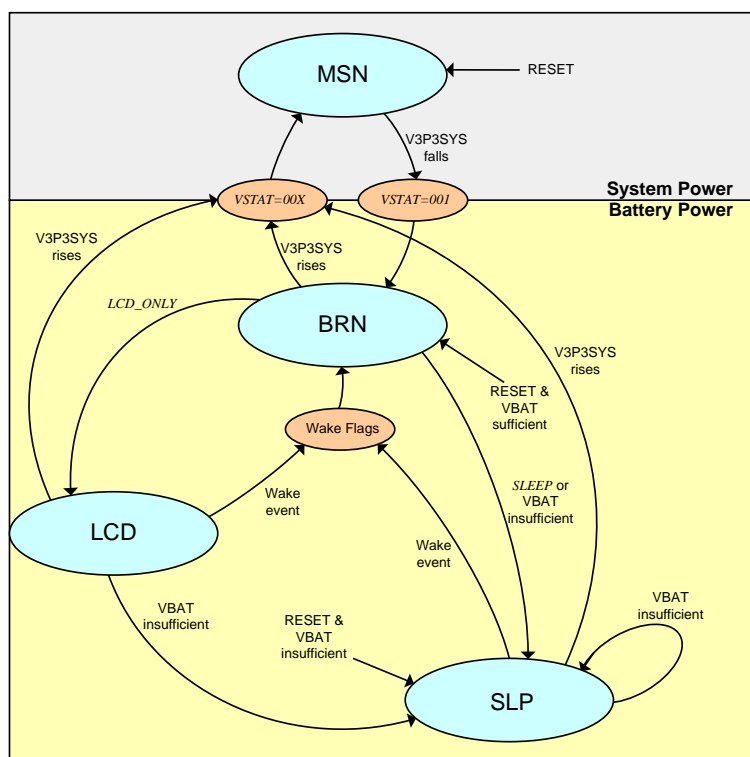 MSN
RESET
V3P3SYS
falls
VSTAT=00X
VSTAT=001
System Power
Battery Power
V3P3SYS
rises
V3P3SYS
rises
LCD_ONLY
BRN
V3P3SYS
rises
RESET &
VBAT
sufficient
Wake Flags
SLEEP or
VBAT
insufficient
Wake
event
LCD
Wake
event
VBAT
insufficient
RESET &
VBAT
insufficient
VBAT
insufficient
SLP